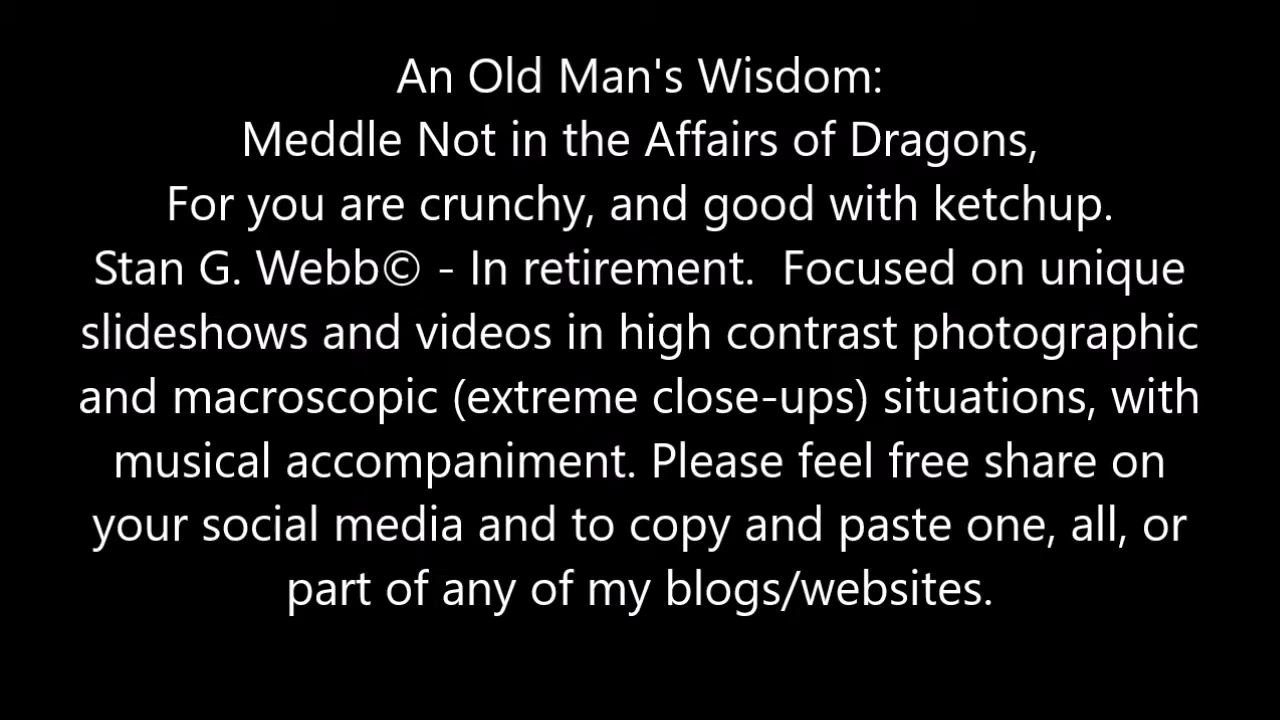 An Old Man's Wisdom:
Meddle Not in the Affairs of Dragons,
For you are crunchy, and good with ketchup.
Stan G. Webb© - In retirement.  Focused on unique
slideshows and videos in high contrast photographic
and macroscopic (extreme close-ups) situations, with
musical accompaniment. Please feel free share on
your social media and to copy and paste one, all, or
part of any of my blogs/websites.